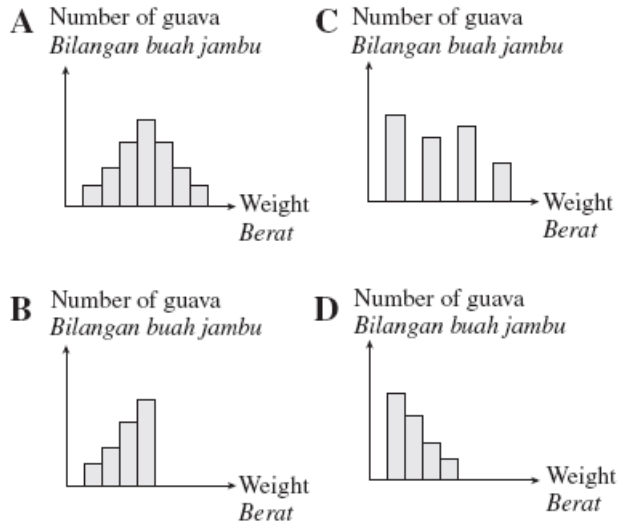 A Number of guava
Bilangan buah jambu
Weight
Berat
C Number of guava
Bilangan buah jambu
Weight
Berat
B Number of guava
Bilangan buah jambu
Weight
Berat
D Number of guava
Bilangan buah jambu
Weight
Berat